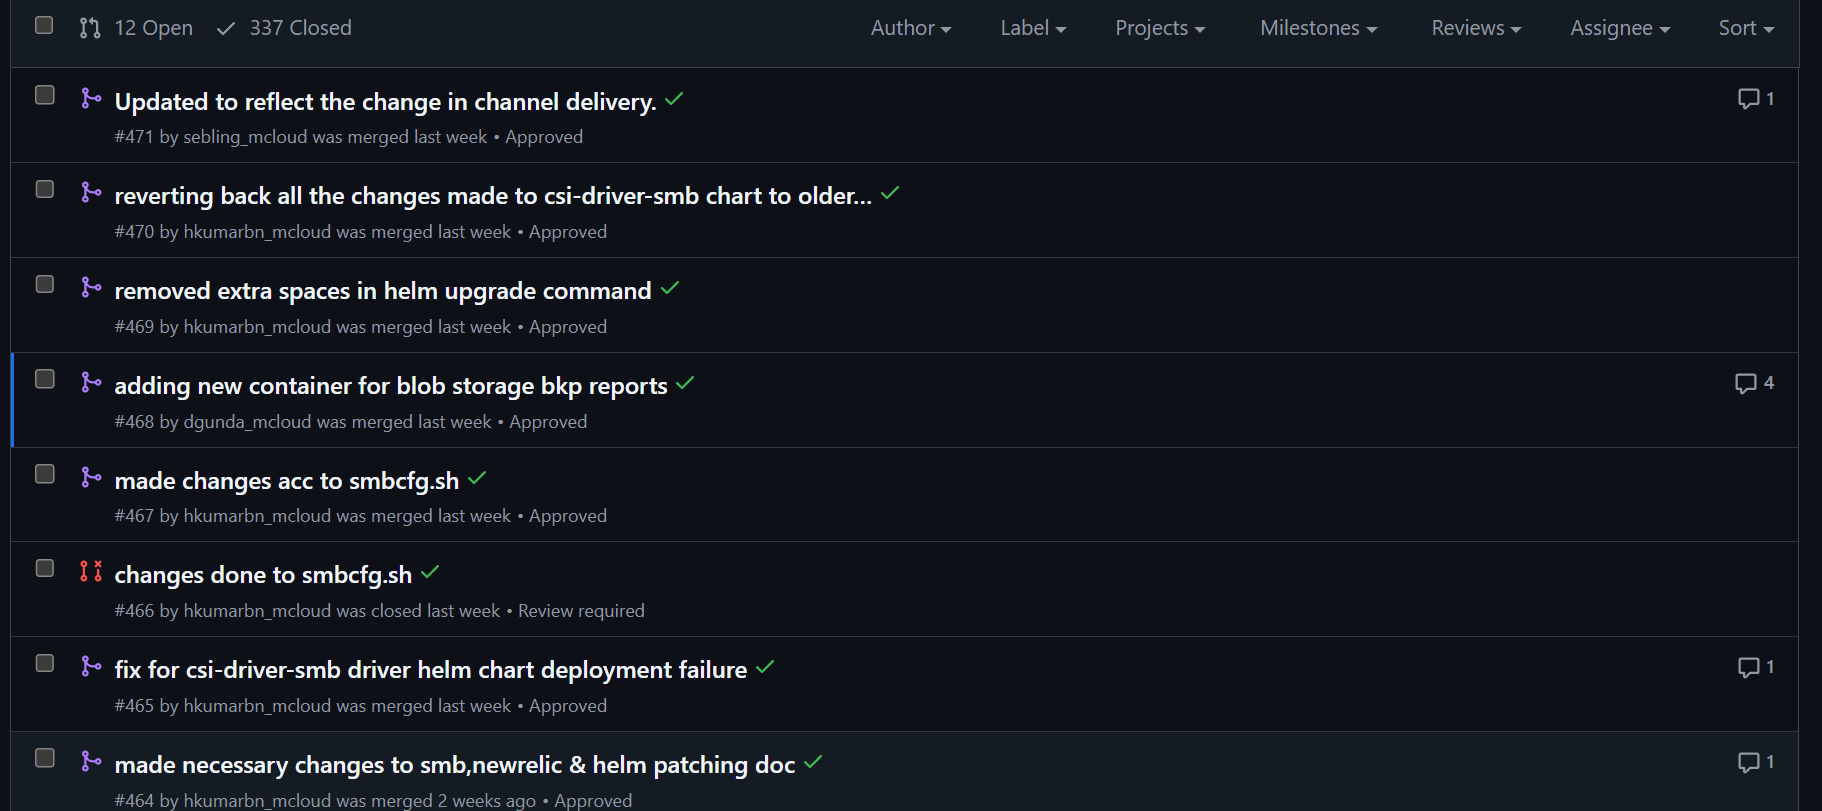 12 Open 337 Closed Author Label Projects Milestones Reviews Assignee Sort
Updated to reflect the change in channel delivery. 1
#471 by sebling_mcloud was merged last week • Approved
reverting back all the changes made to csi-driver-smb chart to older...
#470 by hkumarbn_mcloud was merged last week • Approved
removed extra spaces in helm upgrade command
#469 by hkumarbn_mcloud was merged last week • Approved
adding new container for blob storage bkp reports 4
#468 by dgunda_mcloud was merged last week • Approved
made changes acc to smbcfg.sh
#467 by hkumarbn_mcloud was merged last week • Approved
changes done to smbcfg.sh
#466 by hkumarbn_mcloud was closed last week • Review required
fix for csi-driver-smb driver helm chart deployment failure 1
#465 by hkumarbn_mcloud was merged last week • Approved
made necessary changes to smb,newrelic & helm patching doc 1
#464 by hkumarbn_mcloud was merged 2 weeks ago • Approved